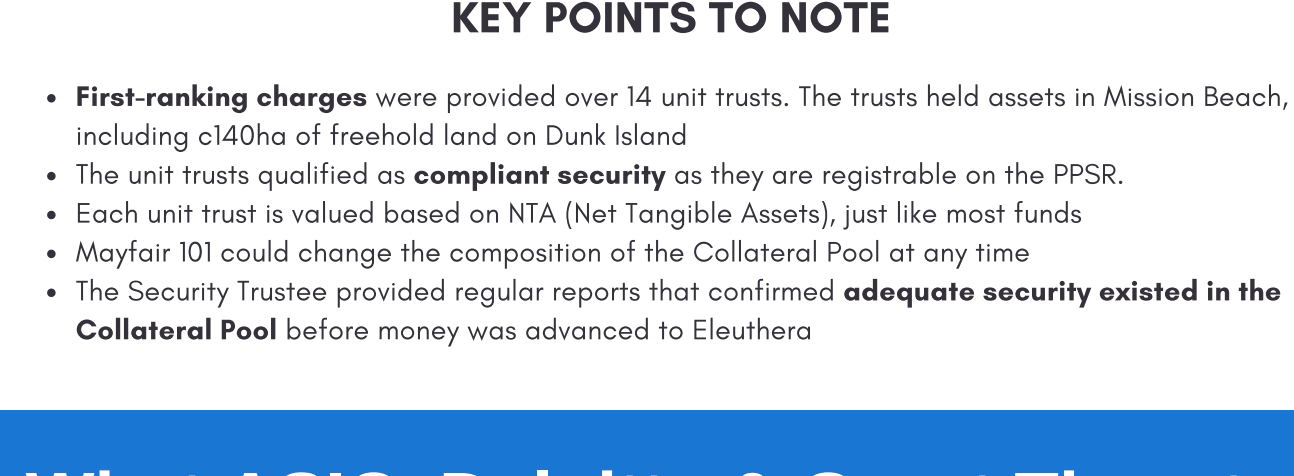 KEY POINTS TO NOTE
• First-ranking charges were provided over 14 unit trusts. The trusts held assets in Mission Beach,
including c140ha of freehold land on Dunk Island
• The unit trusts qualified as compliant security as they are registrable on the PPSR.
• Each unit trust is valued based on NTA (Net Tangible Assets), just like most funds
• Mayfair 101 could change the composition of the Collateral Pool at any time
• The Security Trustee provided regular reports that confirmed adequate security existed in the
Collateral Pool before money was advanced to Eleuthera
What ASIC, Deloitte & Grant